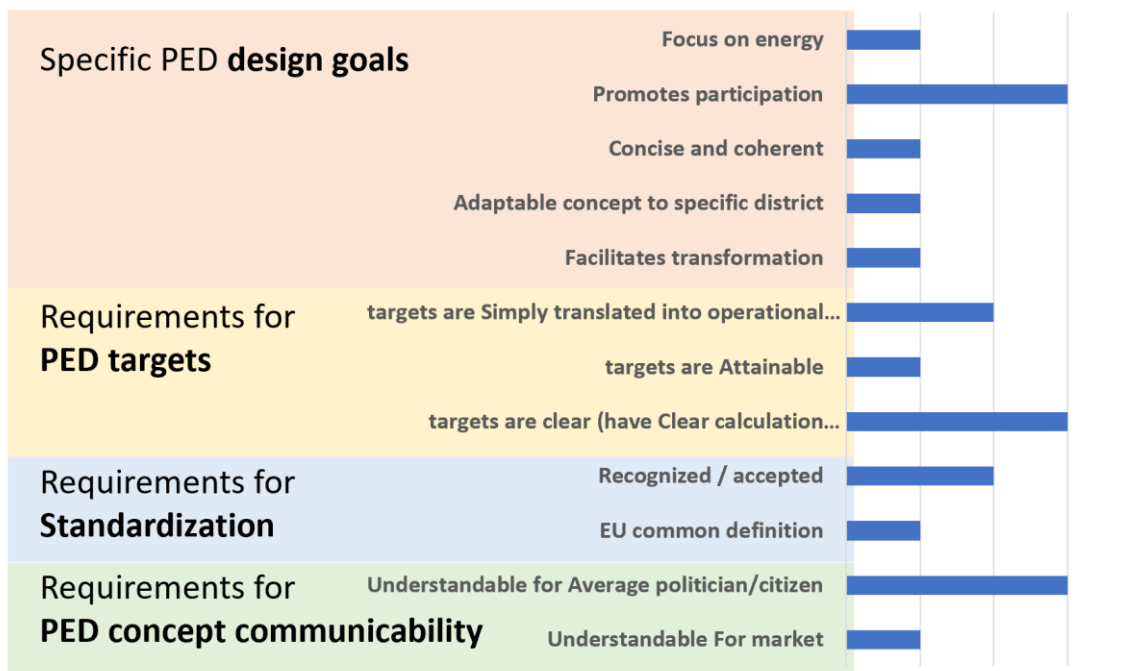 Specific PED design goals
Focus on energy
Promotes participation
Concise and coherent
Adaptable concept to specific district
Facilitates transformation
Requirements for
PED targets
targets are Simply translated into operational...
targets are Attainable
targets are clear (have Clear calculation...
Requirements for
Standardization
Recognized / accepted
EU common definition
Requirements for
PED concept communicability
Understandable for Average politician/citizen
Understandable For market